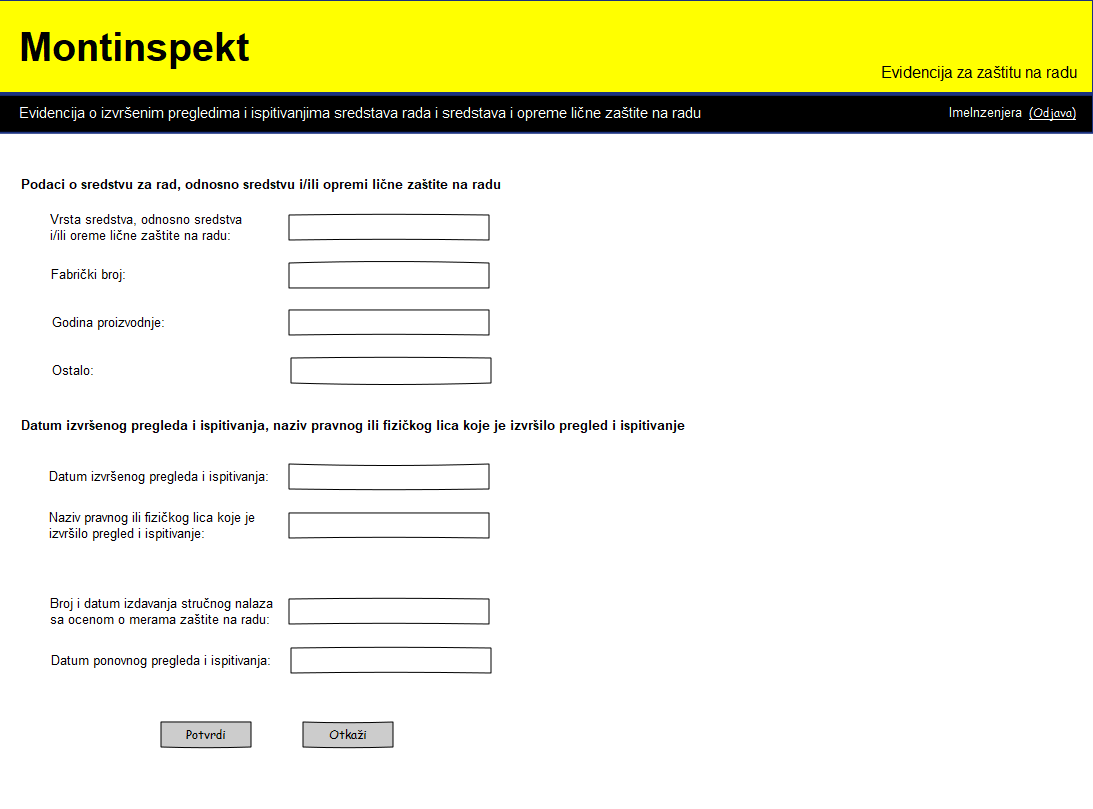 Montinspekt
Evidencija za zaštitu na radu
Evidencija o izvršenim pregledima i ispitivanjima sredstava rada i sredstava i opreme lične zaštite na radu
ImeInzenjera (Odjava)
Podaci o sredstvu za rad, odnosno sredstvu i/ili opremi lične zaštite na radu
Vrsta sredstva, odnosno sredstva
i/ili oreme lične zaštite na radu:
Fabrički broj:
Godina proizvodnje:
Ostalo:
Datum izvršenog pregleda i ispitivanja, naziv pravnog ili fizičkog lica koje je izvršilo pregled i ispitivanje
Datum izvršenog pregleda i ispitivanja:
Naziv pravnog ili fizičkog lica koje je
izvršilo pregled i ispitivanje:
Broj i datum izdavanja stručnog nalaza
sa ocenom o merama zaštite na radu:
Datum ponovnog pregleda i ispitivanja:
Potvrdi
Otkaži